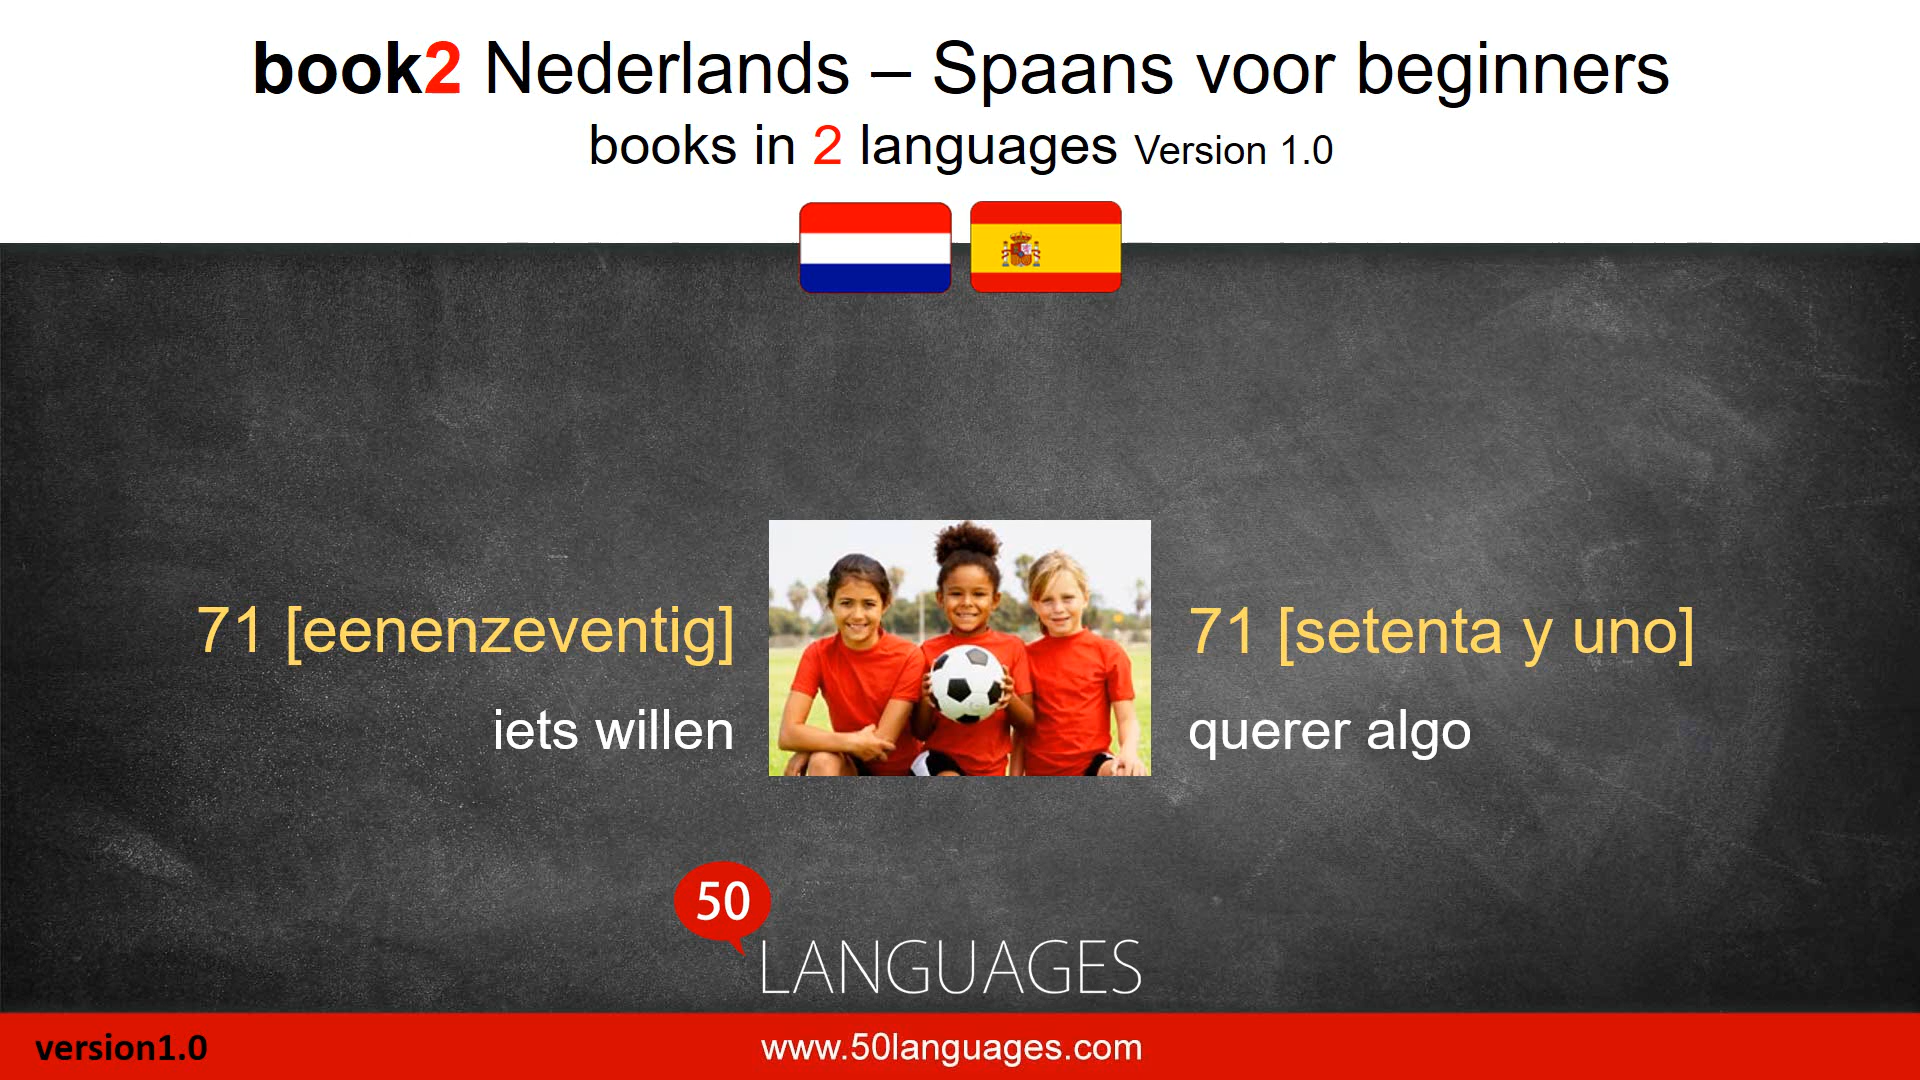 book2 Nederlands – Spaans voor beginners
books in 2 languages Version 1.0
71 [eenenzeventig]
iets willen
71 [setenta y uno]
querer algo
50
LANGUAGES
version1.0
www.50languages.com